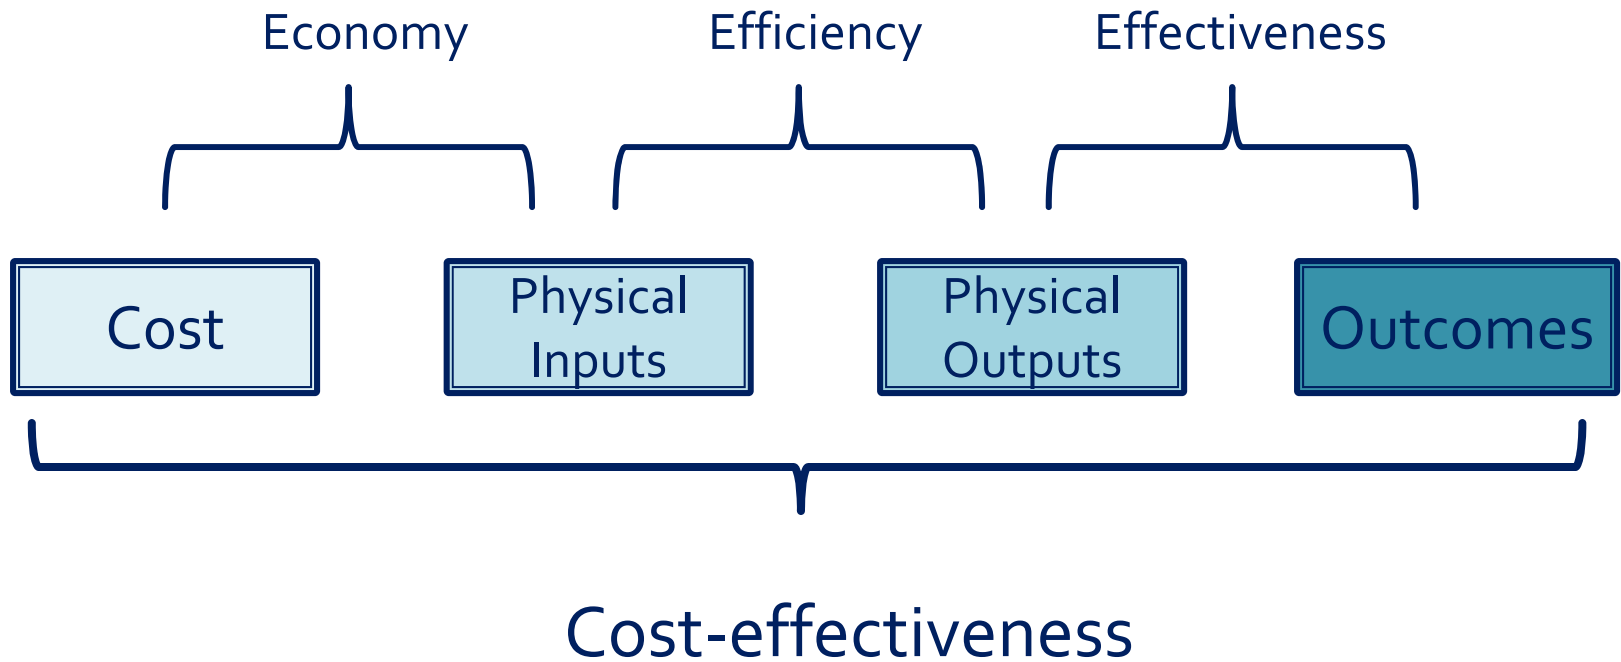 Economy
Efficiency
Effectiveness
Cost
Physical
Inputs
Physical
Outputs
Outcomes
Cost-effectiveness